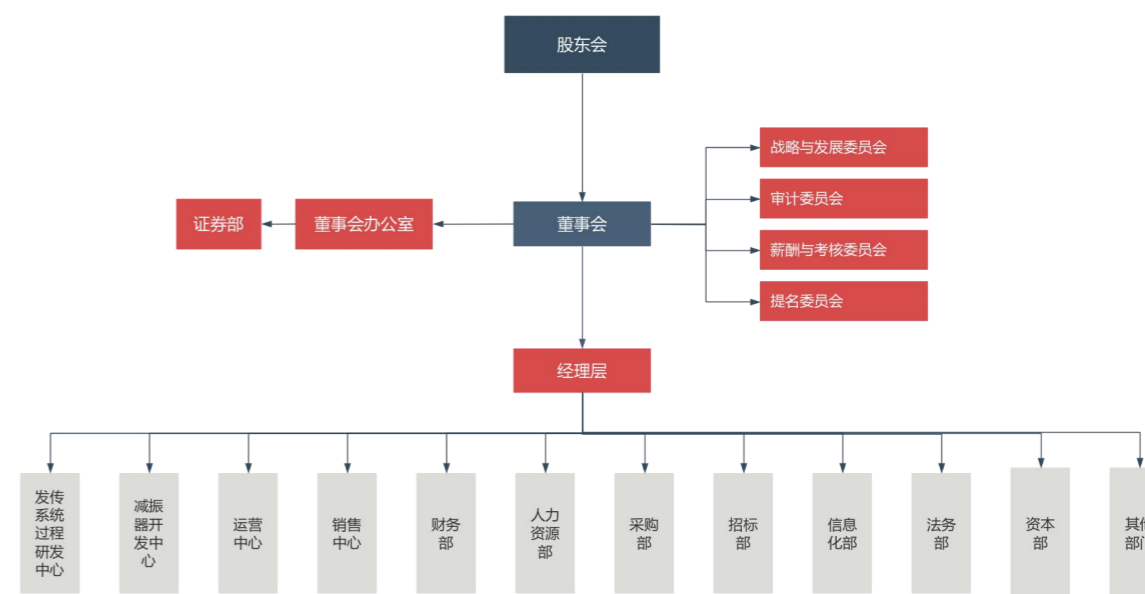 股东会
战略与发展委员会
审计委员会
证券部
董事会办公室
董事会
薪酬与考核委员会
提名委员会
经理层
发传
系统
过程
研发
中心
减振
器开
发中
心
运营
中心
销售
中心
财务
部
人力
资源
部
采购
部
招标
部
信息
化部
法务
部
资本
部
其他
部门